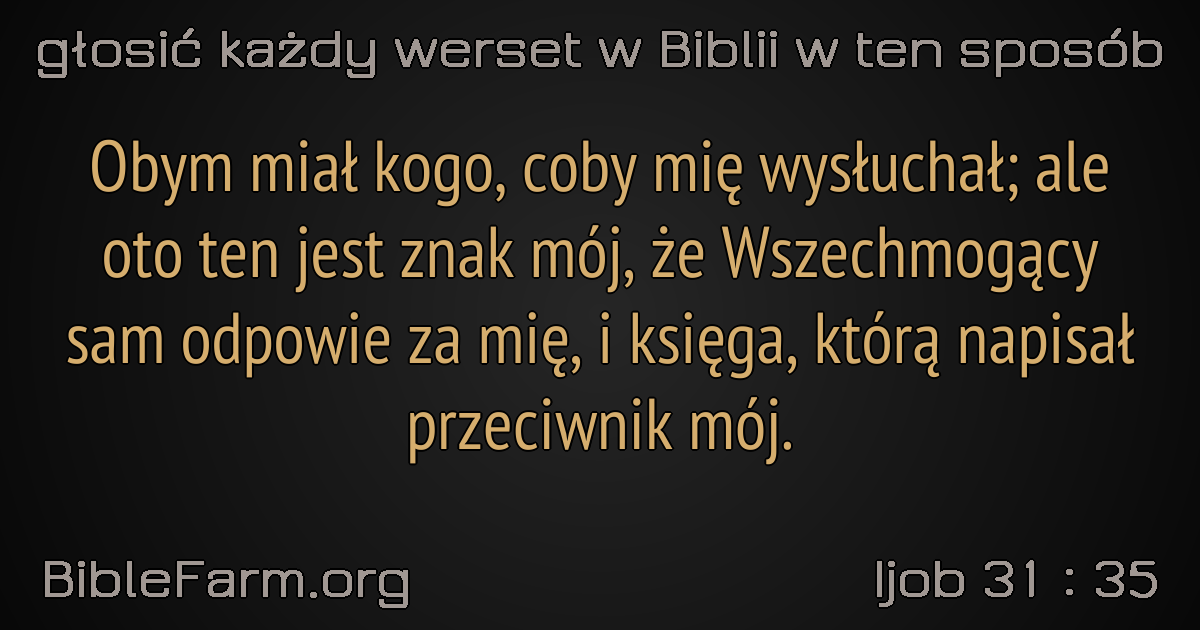 głosić każdy werset w Biblii w ten sposób
Obym miał kogo, coby mię wysłuchał; ale
oto ten jest znak mój, że Wszechmogący
sam odpowie za mię, i księga, którą napisał
przeciwnik mój.
BibleFarm.org
Ijob 31 : 35